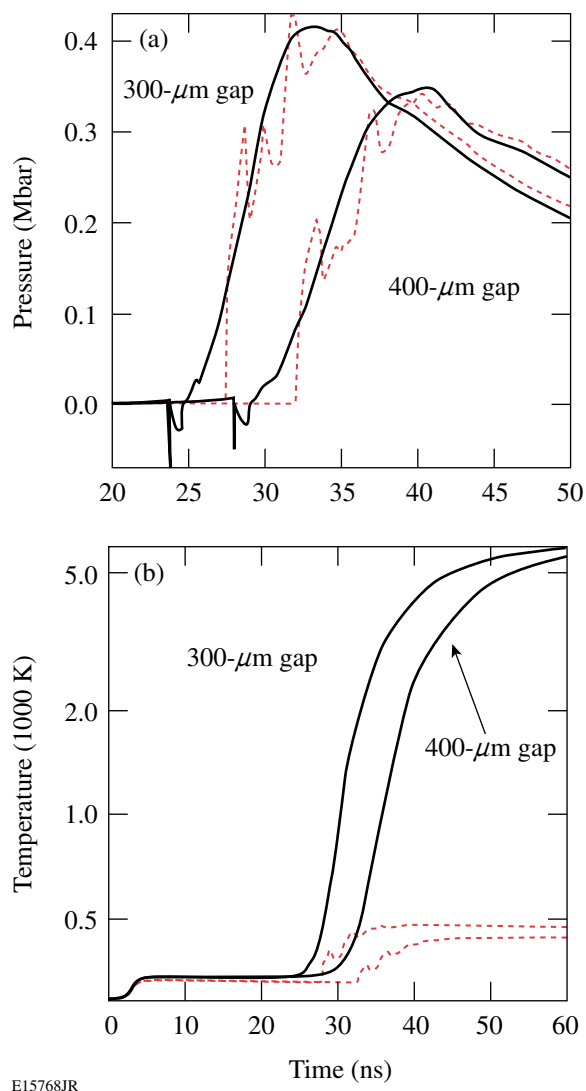 (a)
0.4
300-μm gap
0.3
0.2
400-μm gap
0.1
0.0
Pressure (Mbar)
20 25 30 35 40 45 50
(b)
5.0
300-μm gap
2.0
400-μm gap
1.0
0.5
Temperature (1000 K)
0 10 20 30 40 50 60
Time (ns)
E15768JR